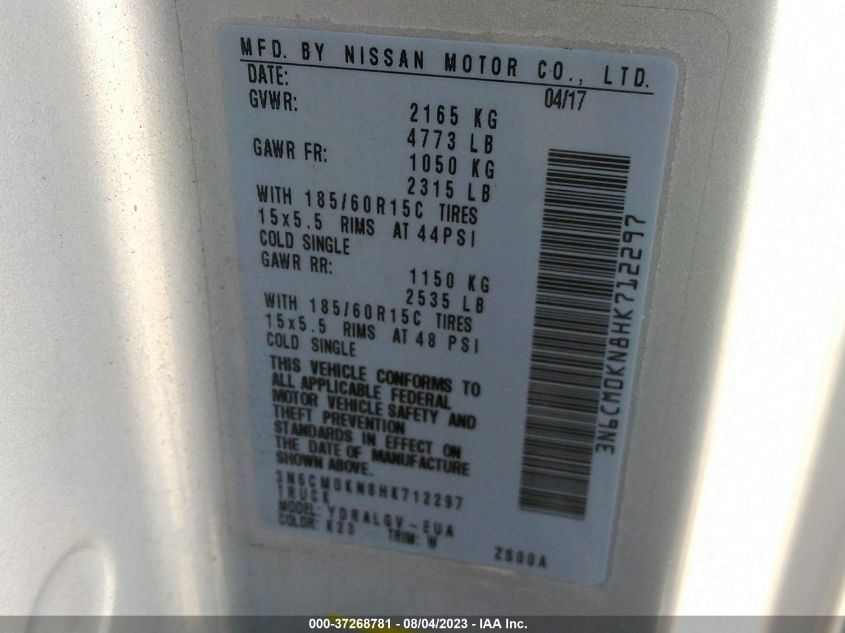 MFD. BY NISSAN MOTOR CO., LTD.
DATE: 04/17
GVWR: 2165 KG
4773 LB
GAWR FR: 1050 KG
2315 LB
WITH 185/60R15C TIRES
15x5.5 RIMS AT 44PSI
COLD SINGLE
GAWR RR: 1150 KG
2535 LB
WITH 185/60R15C TIRES
15x5.5 RIMS AT 48 PSI
COLD SINGLE
THIS VEHICLE CONFORMS TO
ALL APPLICABLE FEDERAL
MOTOR VEHICLE SAFETY AND
THEFT PREVENTION
STANDARDS IN EFFECT ON
THE DATE OF MANUFACTURE
SHOWN ABOVE.
3N6CM0KN8HK712297
TRUCK
MODEL: YDRALGV-EUA
COLOR: K23 TRIM: W ZS00A
3N6CM0KN8HK712297
000-37268781 - 08/04/2023 - IAA Inc.